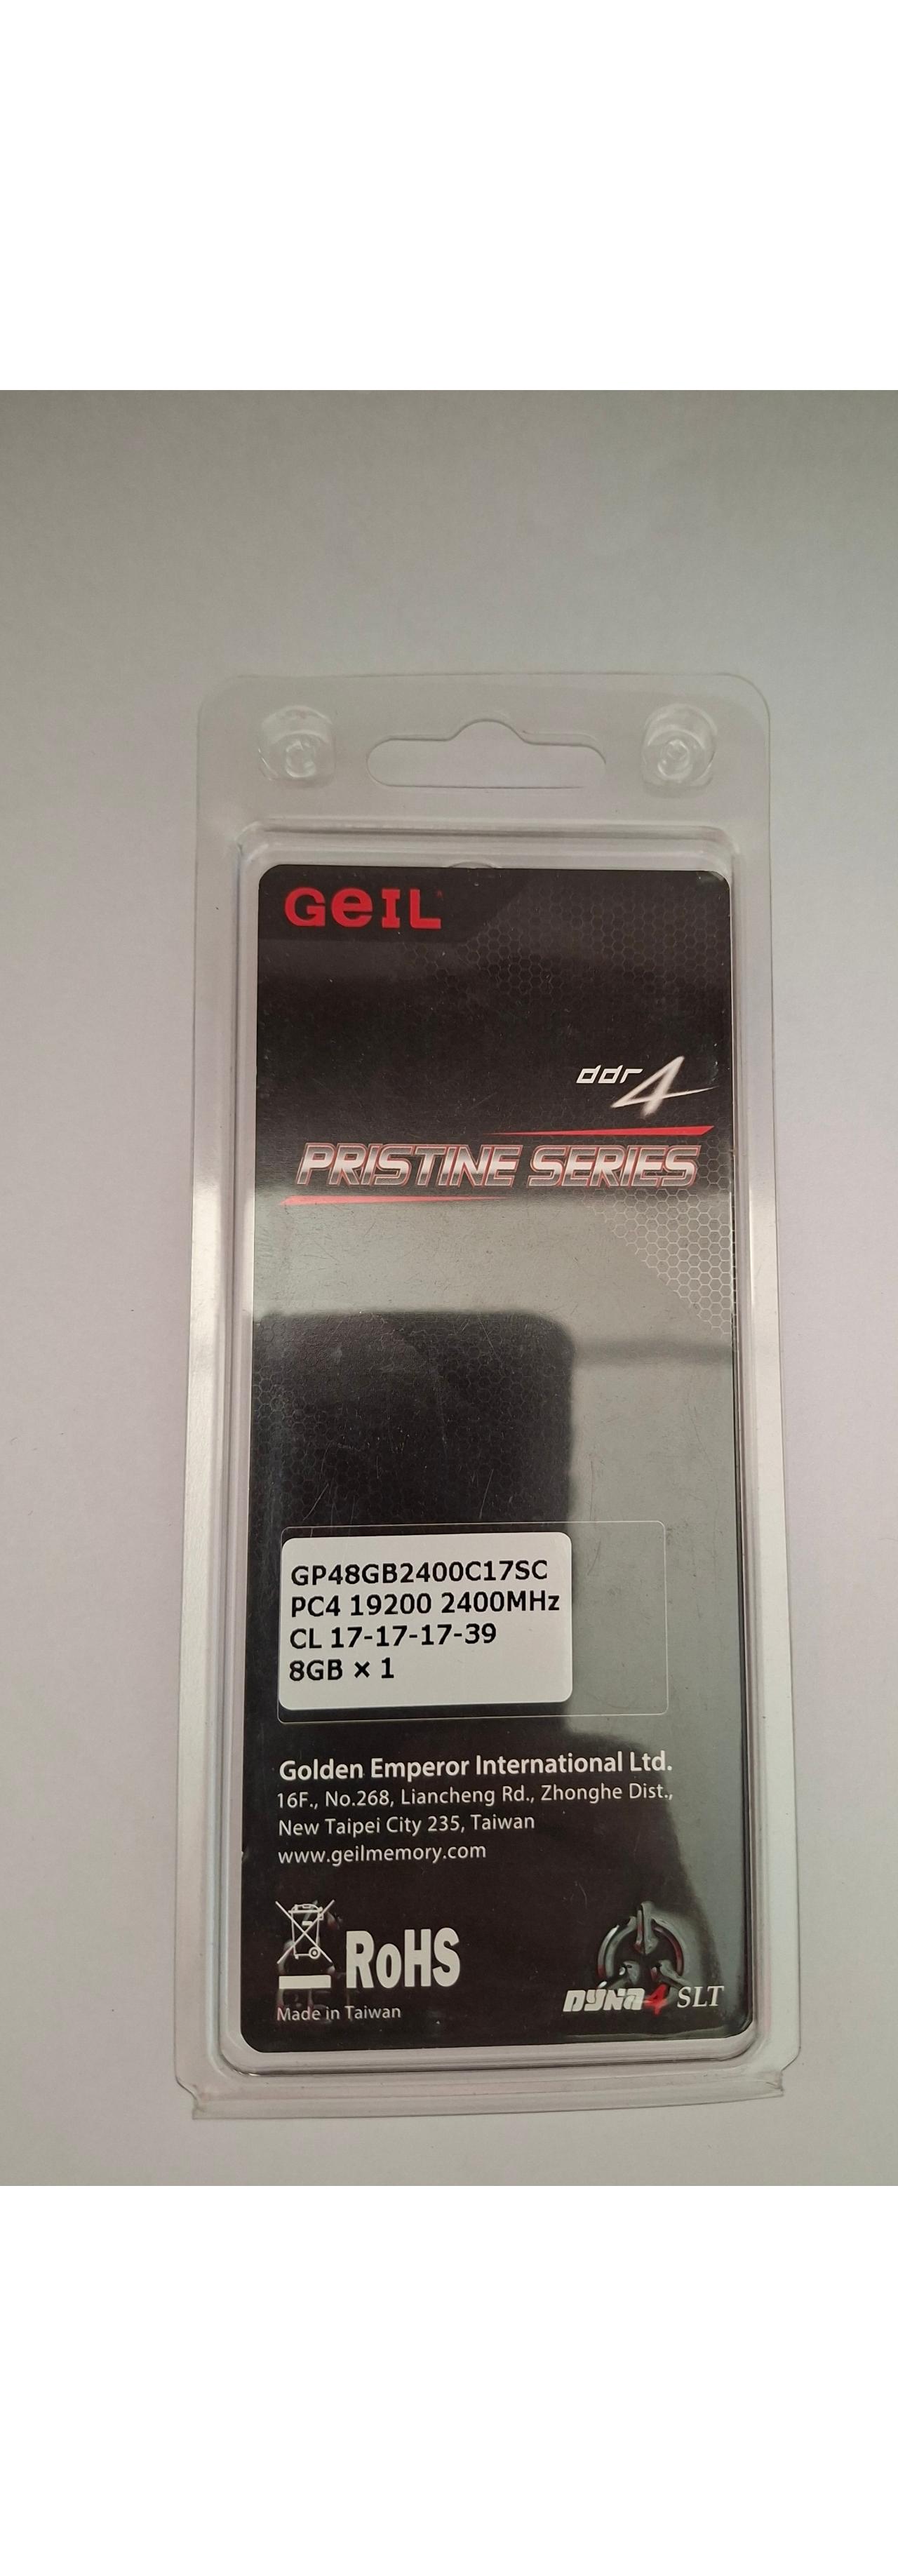 GeIL
ddr4
PRISTINE SERIES
GP48GB2400C17SC
PC4 19200 2400MHz
CL 17-17-17-39
8GB × 1
Golden Emperor International Ltd.
16F., No.268, Liancheng Rd., Zhonghe Dist.,
New Taipei City 235, Taiwan
www.geilmemory.com
RoHS
Made in Taiwan
DYNA4 SLT